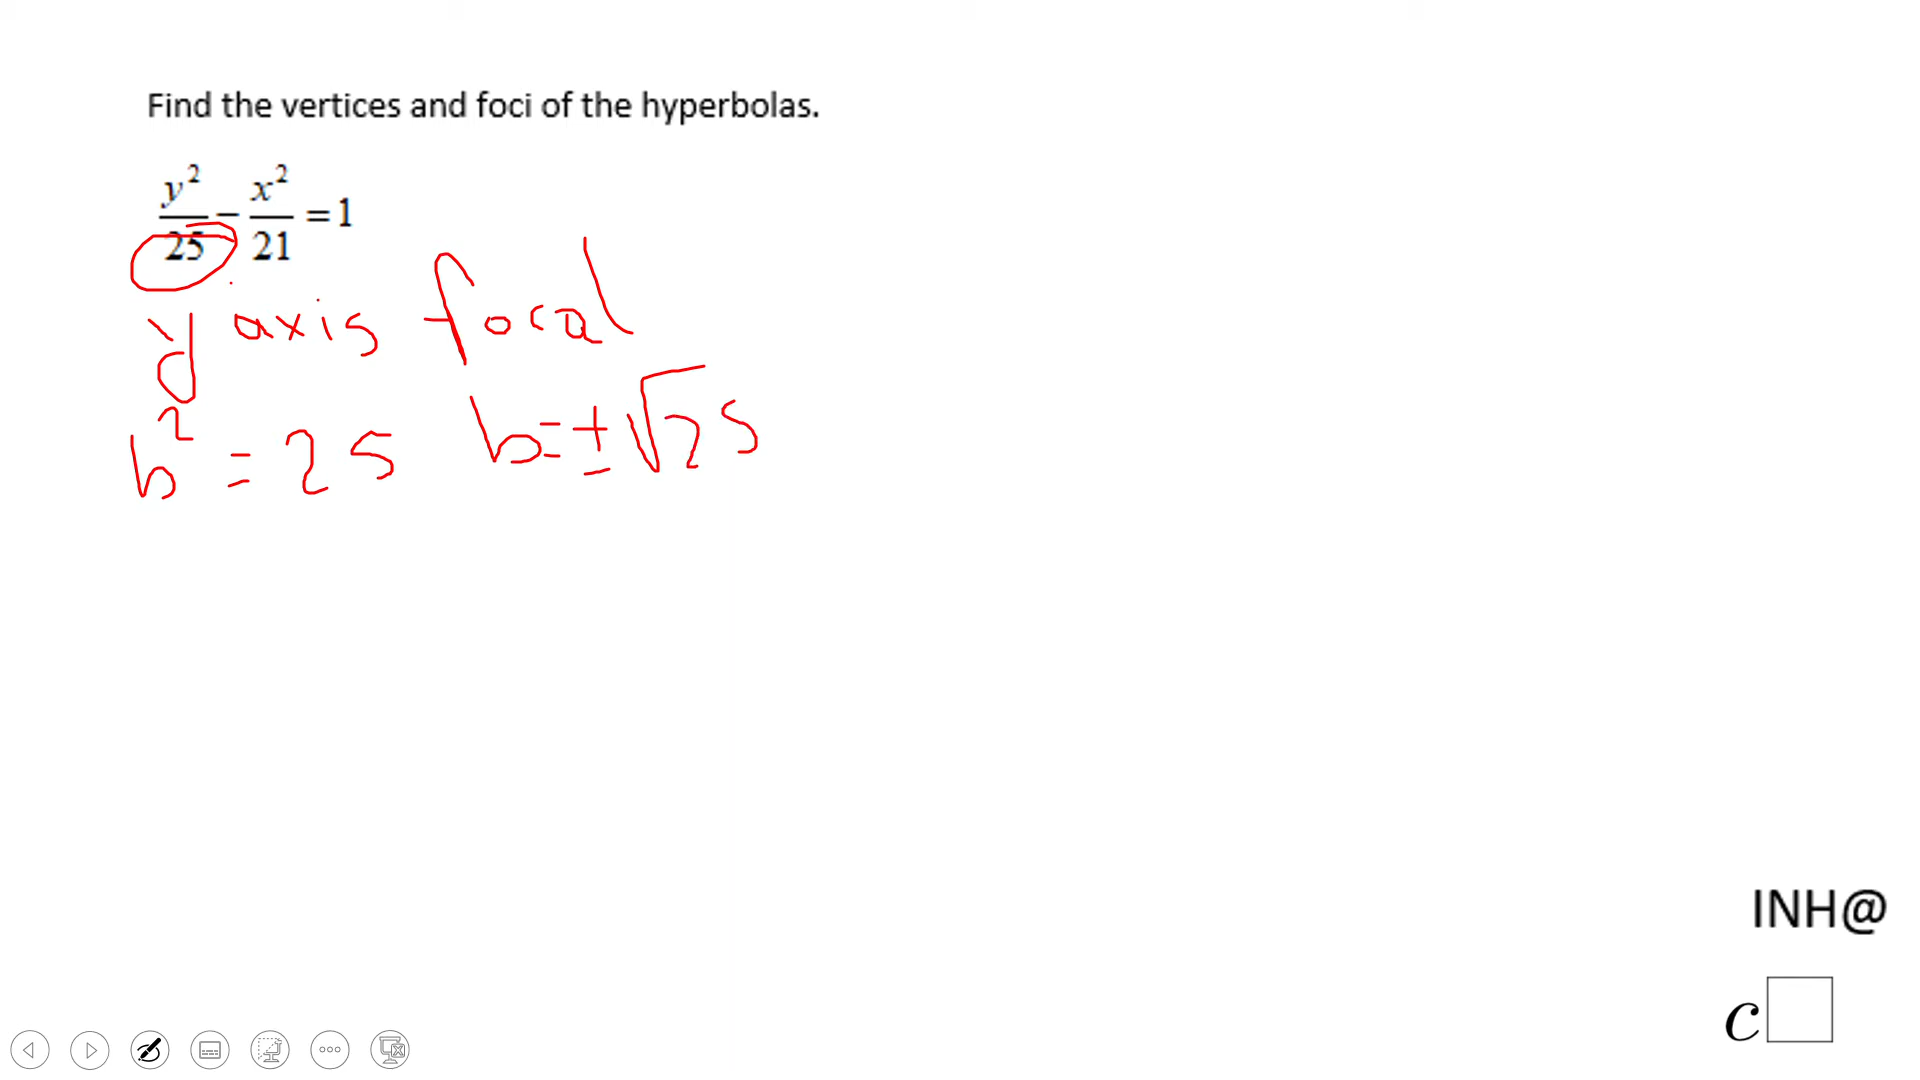 Find the vertices and foci of the hyperbolas.
y²/25 − x²/21 = 1
y axis focal
b² = 25 b = ± √25
INH@
c